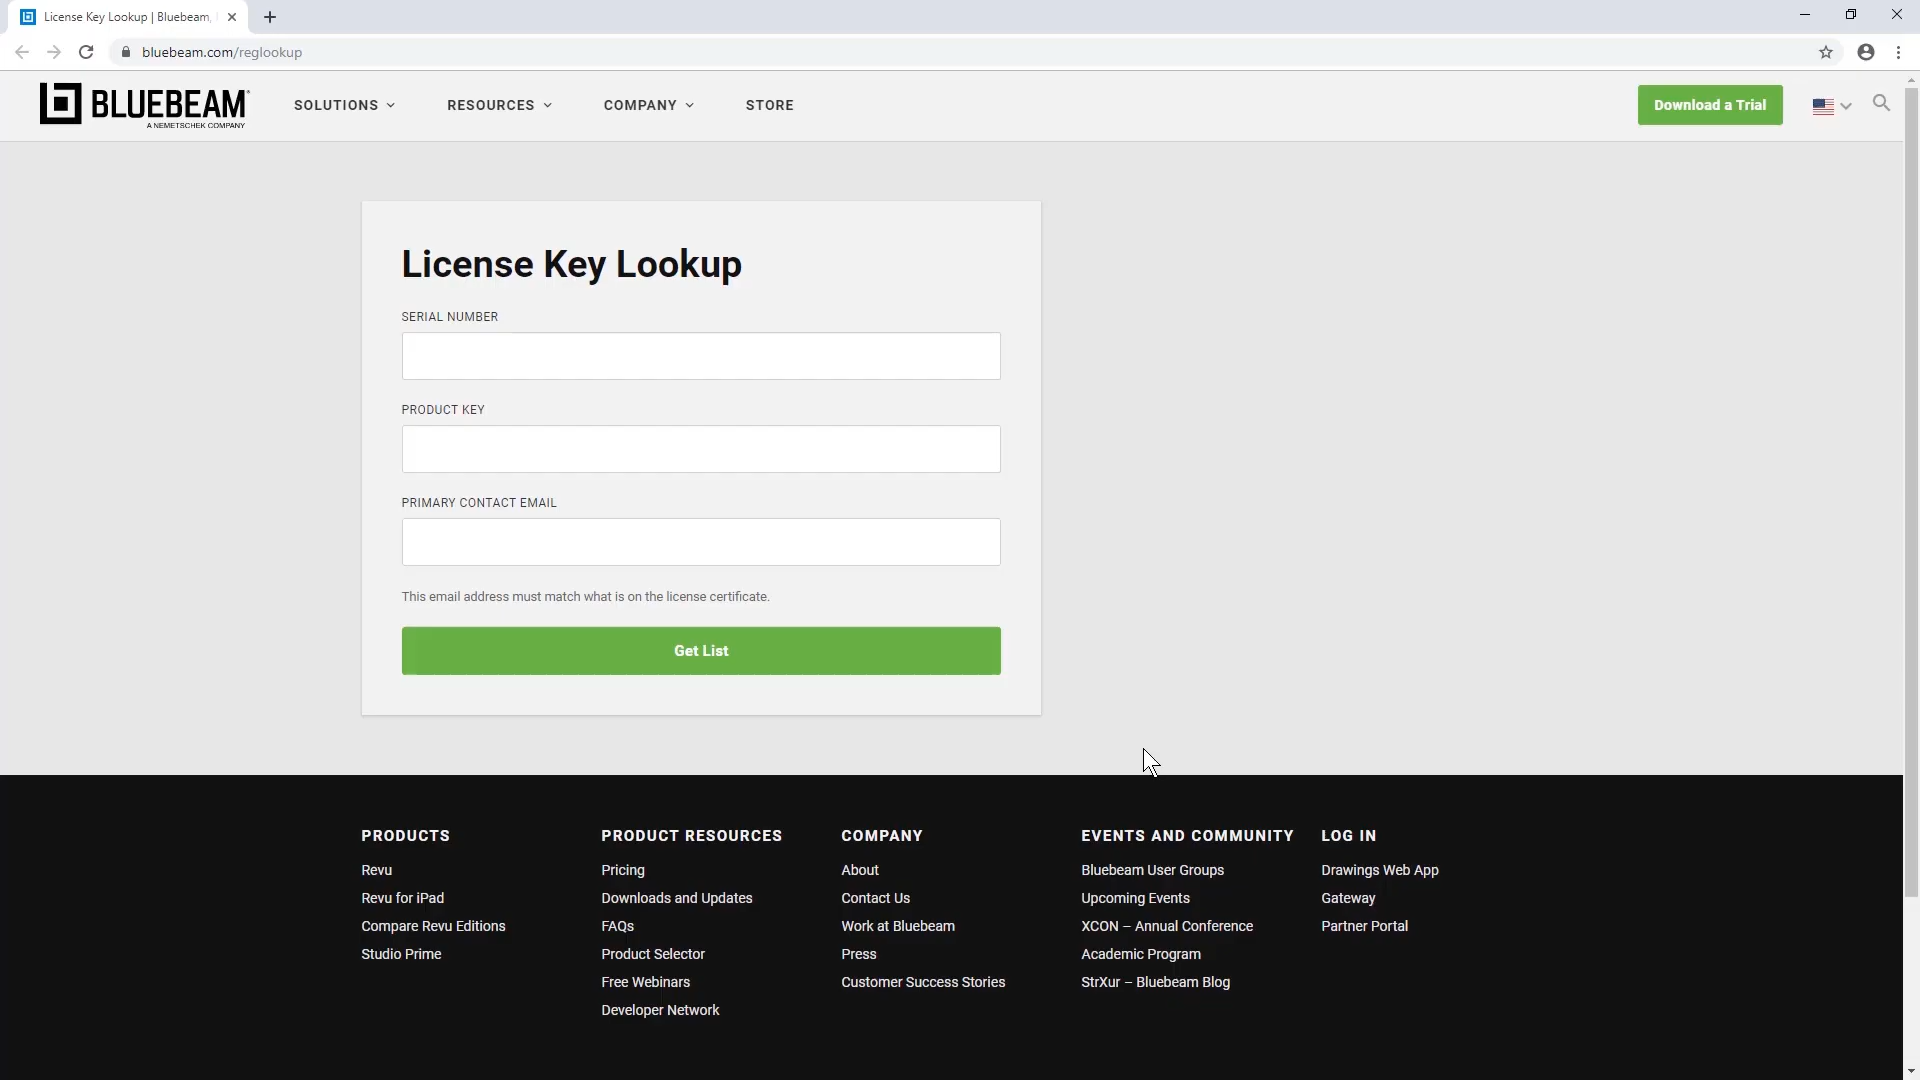 License Key Lookup | Bluebeam,
bluebeam.com/reglookup
BLUEBEAM
A NEMETSCHEK COMPANY
SOLUTIONS
RESOURCES
COMPANY
STORE
Download a Trial
License Key Lookup
SERIAL NUMBER
PRODUCT KEY
PRIMARY CONTACT EMAIL
This email address must match what is on the license certificate.
Get List
PRODUCTS
Revu
Revu for iPad
Compare Revu Editions
Studio Prime
PRODUCT RESOURCES
Pricing
Downloads and Updates
FAQs
Product Selector
Free Webinars
Developer Network
COMPANY
About
Contact Us
Work at Bluebeam
Press
Customer Success Stories
EVENTS AND COMMUNITY
Bluebeam User Groups
Upcoming Events
XCON – Annual Conference
Academic Program
StrXur – Bluebeam Blog
LOG IN
Drawings Web App
Gateway
Partner Portal